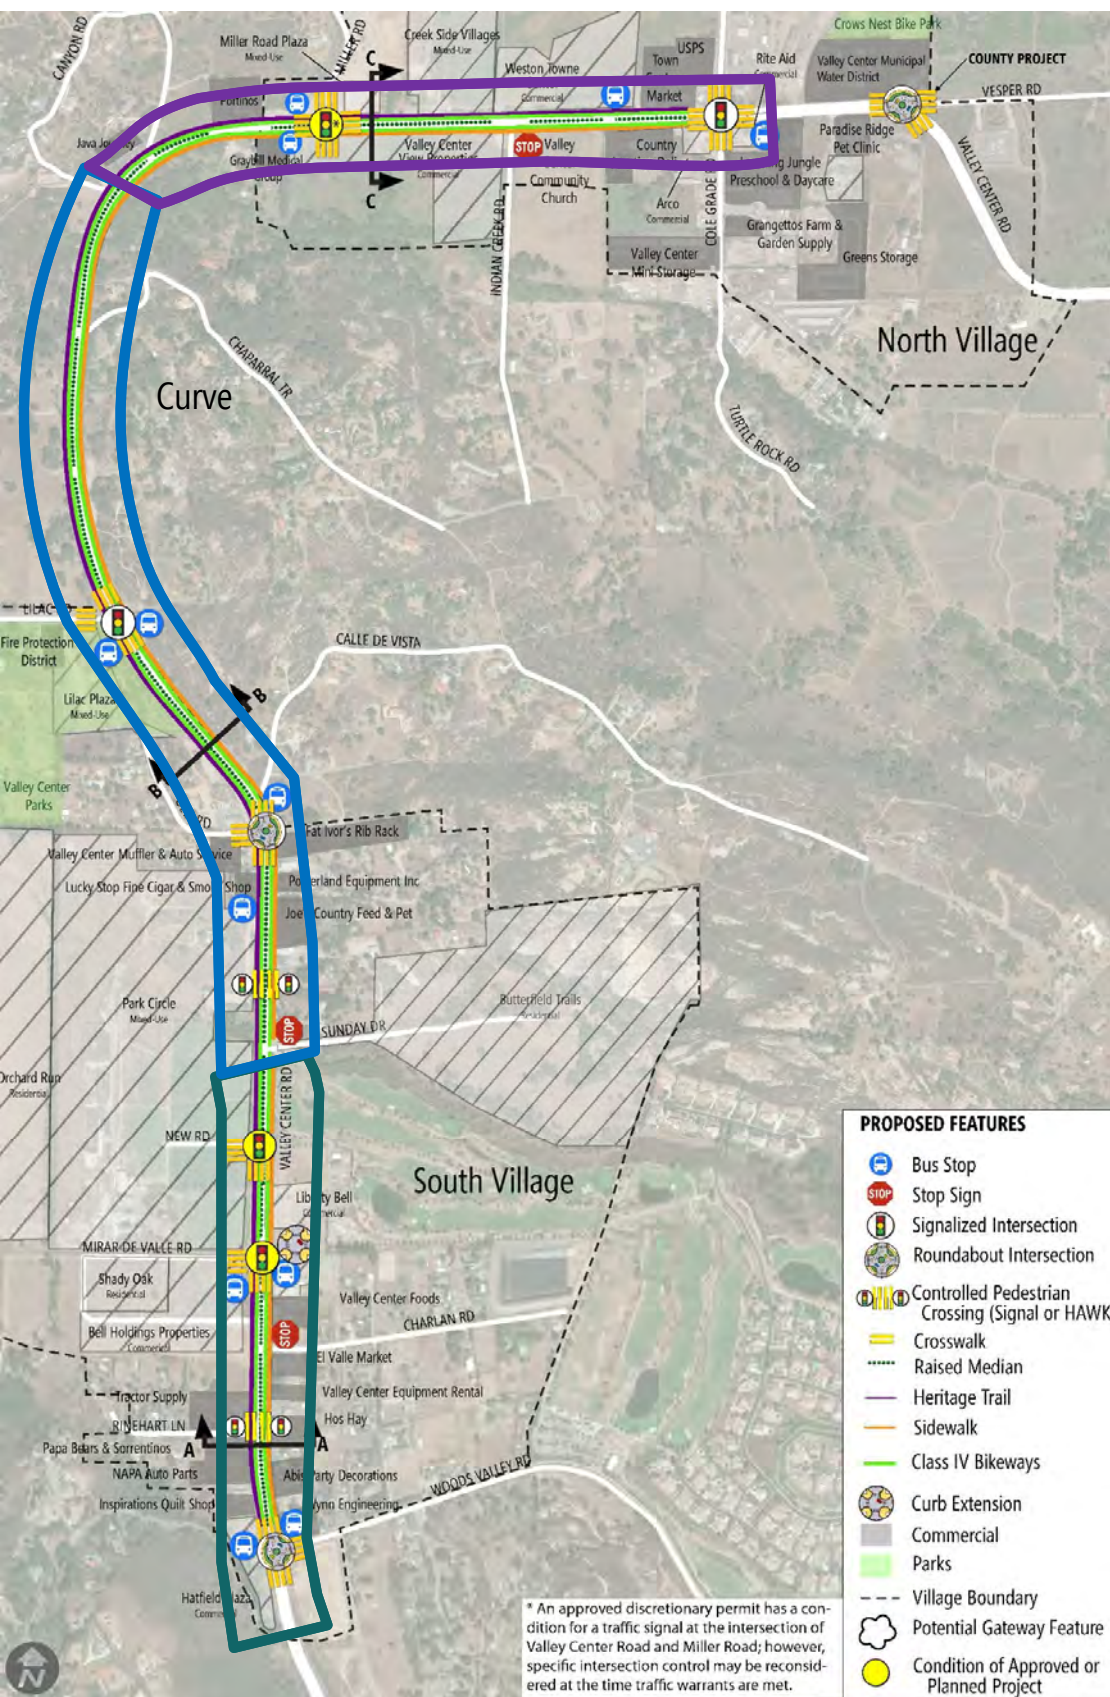 CANYON RD
Miller Road Plaza
Mixed-Use
MILLER RD
Creek Side Villages
Mixed-Use
C
Weston Towne
Commercial
USPS
Town
Market
Rite Aid
Commercial
Crows Nest Bike Park
Valley Center Municipal
Water District
COUNTY PROJECT
VESPER RD
Portinos
*
Java Journey
Graybill Medical
Group
Valley Center
View Properties
Commercial
C
STOP
Valley
Community
Church
Country
Arco
Commercial
COLE GRADE RD
Jungle
Preschool & Daycare
Paradise Ridge
Pet Clinic
VALLEY CENTER RD
INDIAN CREEK RD
Grangettos Farm &
Garden Supply
Greens Storage
Valley Center
Mini Storage
North Village
CHAPARRAL TR
Curve
TURTLE ROCK RD
LILAC RD
Fire Protection
District
CALLE DE VISTA
Lilac Plaza
Mixed-Use
B
B
Valley Center
Parks
RD
Fat Ivor's Rib Rack
Valley Center Muffler & Auto Service
Powerland Equipment Inc
Lucky Stop Fine Cigar & Smoke Shop
Joe's Country Feed & Pet
Park Circle
Mixed-Use
Butterfield Trails
Residential
STOP
SUNDAY DR
Orchard Run
Residential
VALLEY CENTER RD
NEW RD
South Village
Liberty Bell
Commercial
MIRAR DE VALLE RD
Shady Oak
Residential
Valley Center Foods
CHARLAN RD
Bell Holdings Properties
Commercial
STOP
El Valle Market
Tractor Supply
Valley Center Equipment Rental
RINEHART LN
Hos Hay
A
A
Papa Bears & Sorrentinos
NAPA Auto Parts
Abis Party Decorations
WOODS VALLEY RD
Inspirations Quilt Shop
Wynn Engineering
Hatfield Plaza
Commercial
N
PROPOSED FEATURES
Bus Stop
STOP
Stop Sign
Signalized Intersection
Roundabout Intersection
Controlled Pedestrian
Crossing (Signal or HAWK
Crosswalk
Raised Median
Heritage Trail
Sidewalk
Class IV Bikeways
Curb Extension
Commercial
Parks
Village Boundary
Potential Gateway Feature
Condition of Approved or
Planned Project
* An approved discretionary permit has a con-
dition for a traffic signal at the intersection of
Valley Center Road and Miller Road; however,
specific intersection control may be reconsid-
ered at the time traffic warrants are met.